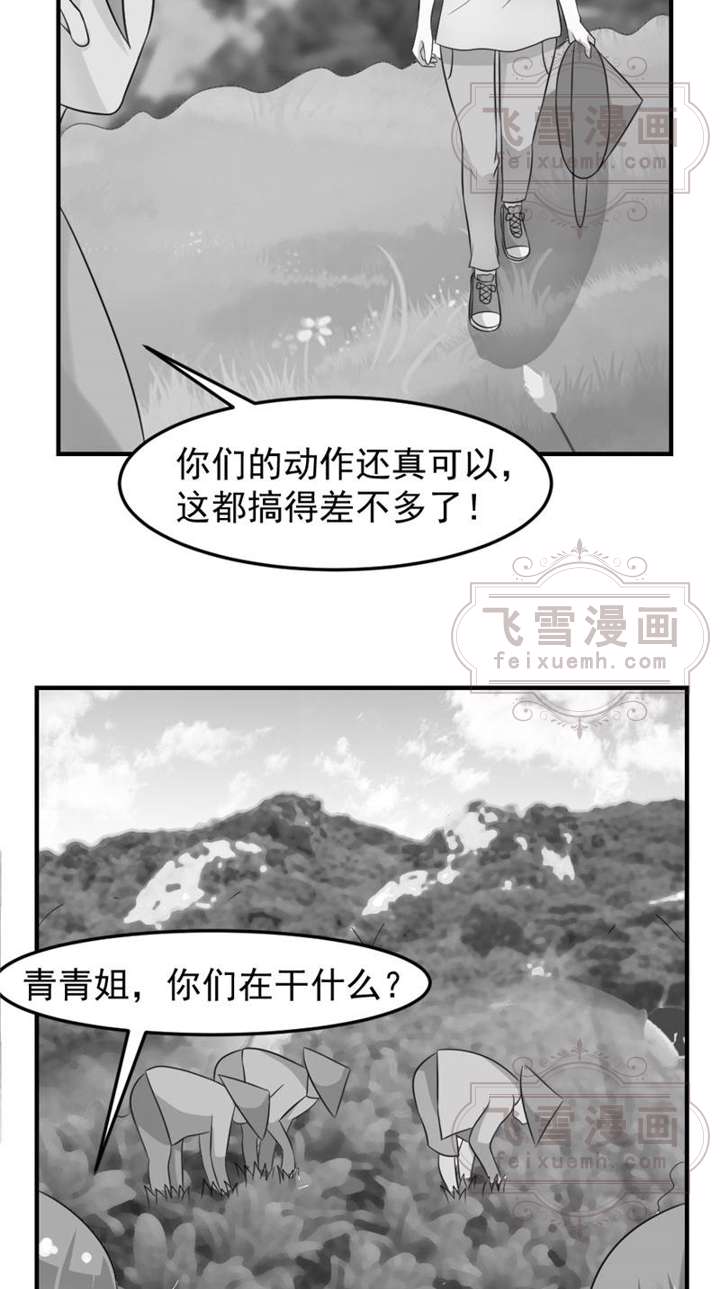 飞雪漫画
feixuemh.com
你们的动作还真可以，
这都搞得差不多了！
飞雪漫画
feixuemh.com
青青姐，你们在干什么？
飞雪漫画
feixuemh.com